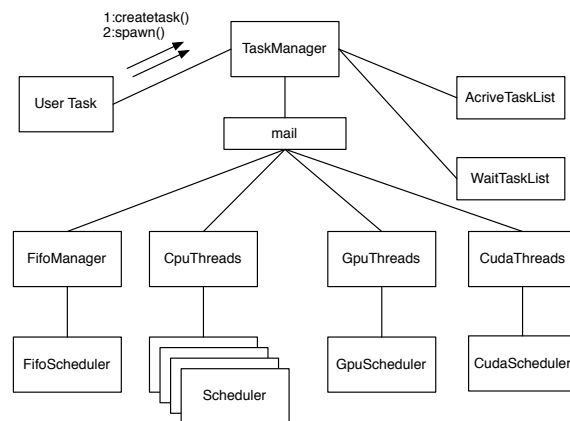 1:createtask()
2:spawn()
TaskManager
User Task
AcriveTaskList
mail
WaitTaskList
FifoManager
CpuThreads
GpuThreads
CudaThreads
FifoScheduler
GpuScheduler
CudaScheduler
Scheduler